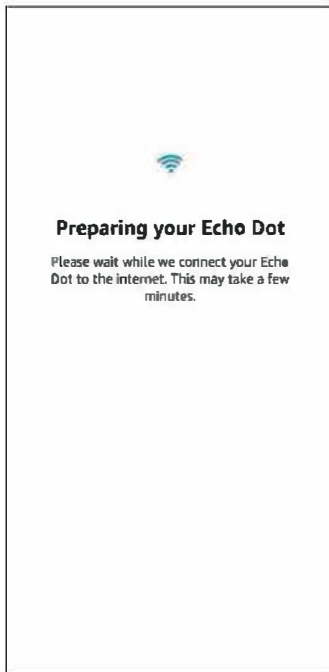 Preparing your Echo Dot
Please wait while we connect your Echo
Dot to the internet. This may take a few
minutes.